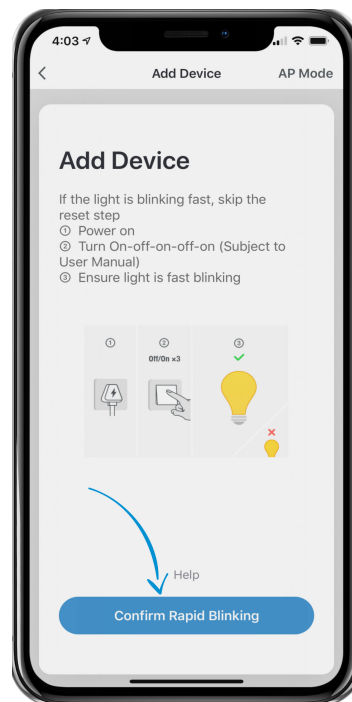 4:03
Add Device
AP Mode
Add Device
If the light is blinking fast, skip the
reset step
① Power on
② Turn On-off-on-off-on (Subject to
User Manual)
③ Ensure light is fast blinking
①
②
③
Off/On ×3
Help
Confirm Rapid Blinking